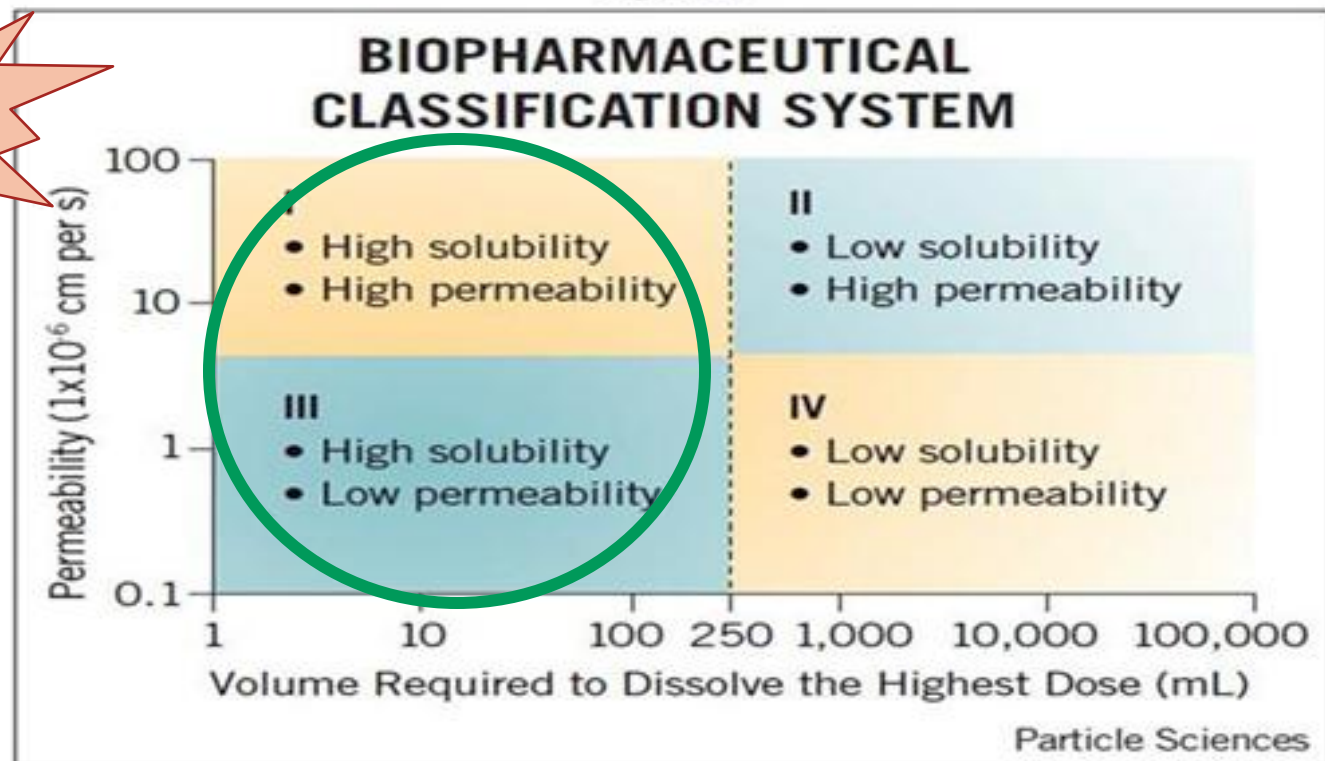 BIOPHARMACEUTICAL
CLASSIFICATION SYSTEM
Permeability (1x10⁻⁶ cm per s)
100
10
1
0.1
I
• High solubility
• High permeability
II
• Low solubility
• High permeability
III
• High solubility
• Low permeability
IV
• Low solubility
• Low permeability
1 10 100 250 1,000 10,000 100,000
Volume Required to Dissolve the Highest Dose (mL)
Particle Sciences